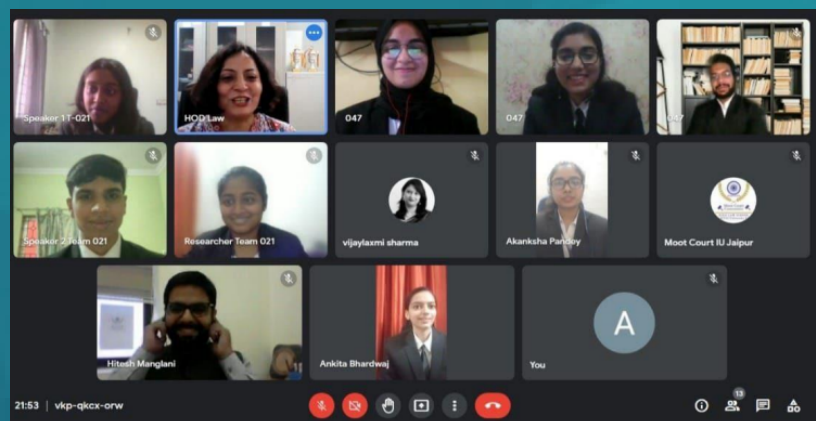 Speaker 1 T-021
HOD Law
047
047
047
Speaker 2 Team 021
Researcher Team 021
vijaylaxmi sharma
Akanksha Pandey
Moot Court IU Jaipur
Hitesh Manglani
Ankita Bhardwaj
A
You
21:53 | vkp-qkcx-orw
13